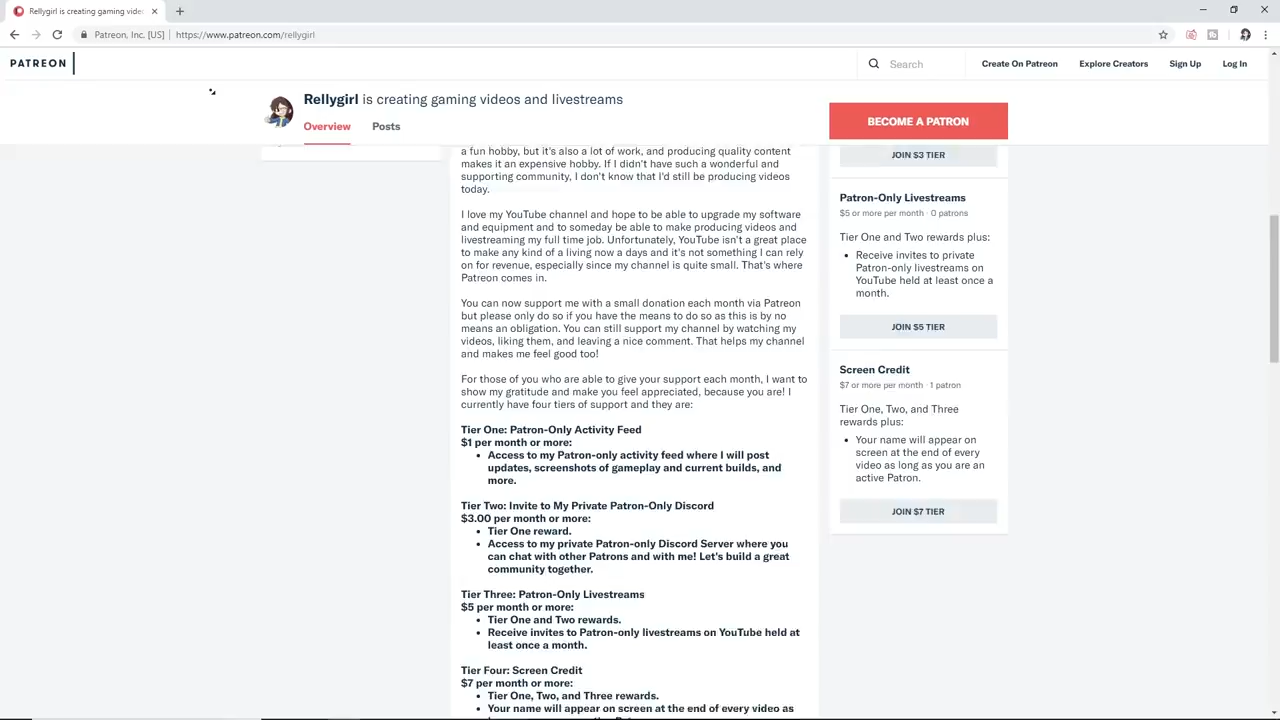 Rellygirl is creating gaming video
Patreon, Inc. [US]
https://www.patreon.com/rellygirl
PATREON
Search
Create On Patreon
Explore Creators
Sign Up
Log In
Rellygirl is creating gaming videos and livestreams
Overview
Posts
BECOME A PATRON
a fun hobby, but it's also a lot of work, and producing quality content
makes it an expensive hobby. If I didn't have such a wonderful and
supporting community, I don't know that I'd still be producing videos
today.
I love my YouTube channel and hope to be able to upgrade my software
and equipment and to someday be able to make producing videos and
livestreaming my full time job. Unfortunately, YouTube isn't a great place
to make any kind of a living now a days and it's not something I can rely
on for revenue, especially since my channel is quite small. That's where
Patreon comes in.
You can now support me with a small donation each month via Patreon
but please only do so if you have the means to do so as this is by no
means an obligation. You can still support my channel by watching my
videos, liking them, and leaving a nice comment. That helps my channel
and makes me feel good too!
For those of you who are able to give your support each month, I want to
show my gratitude and make you feel appreciated, because you are! I
currently have four tiers of support and they are:
Tier One: Patron-Only Activity Feed
$1 per month or more:
• Access to my Patron-only activity feed where I will post
updates, screenshots of gameplay and current builds, and
more.
Tier Two: Invite to My Private Patron-Only Discord
$3.00 per month or more:
• Tier One reward.
• Access to my private Patron-only Discord Server where you
can chat with other Patrons and with me! Let's build a great
community together.
Tier Three: Patron-Only Livestreams
$5 per month or more:
• Tier One and Two rewards.
• Receive invites to Patron-only livestreams on YouTube held at
least once a month.
Tier Four: Screen Credit
$7 per month or more:
• Tier One, Two, and Three rewards.
• Your name will appear on screen at the end of every video as
JOIN $3 TIER
Patron-Only Livestreams
$5 or more per month · 0 patrons
Tier One and Two rewards plus:
• Receive invites to private
Patron-only livestreams on
YouTube held at least once a
month.
JOIN $5 TIER
Screen Credit
$7 or more per month · 1 patron
Tier One, Two, and Three
rewards plus:
• Your name will appear on
screen at the end of every
video as long as you are an
active Patron.
JOIN $7 TIER